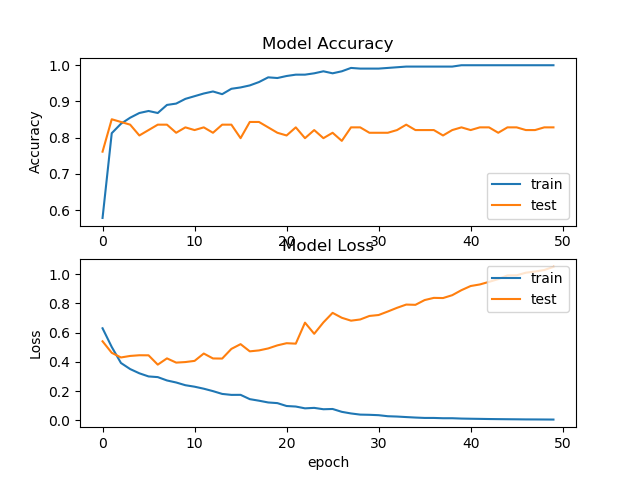 Model Accuracy
Accuracy
1.0
0.9
0.8
0.7
0.6
train
test
0 10 20 30 40 50
Model Loss
Loss
1.0
0.8
0.6
0.4
0.2
0.0
train
test
0 10 20 30 40 50
epoch